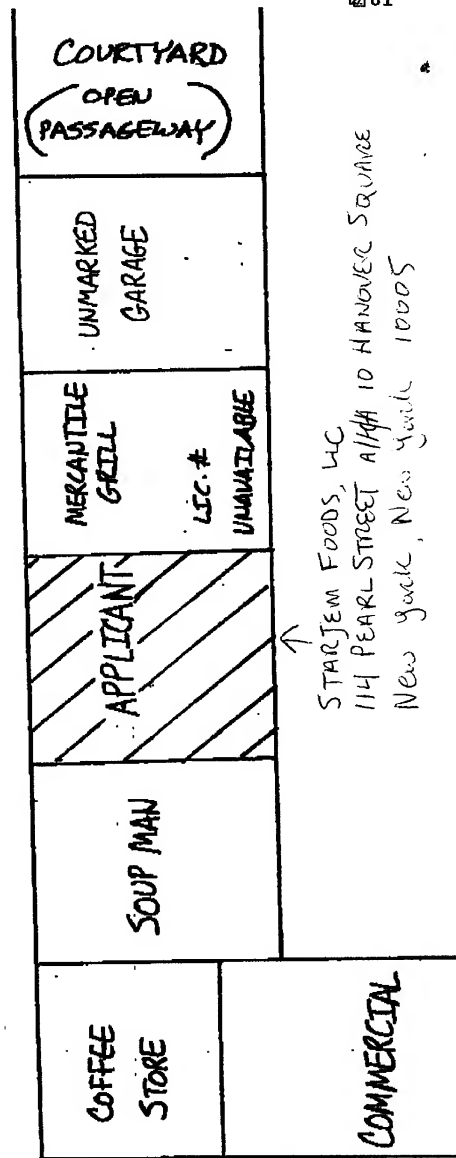 COURTYARD
(OPEN
PASSAGEWAY)
UNMARKED
GARAGE
MERCANTILE
GRILL
LIC. #
UNAVAILABLE
APPLICANT
SOUP MAN
COFFEE
STORE
COMMERCIAL
STARJEM FOODS, LLC
114 PEARL STREET A/K/A 10 HANOVER SQUARE
New York, New York 10005